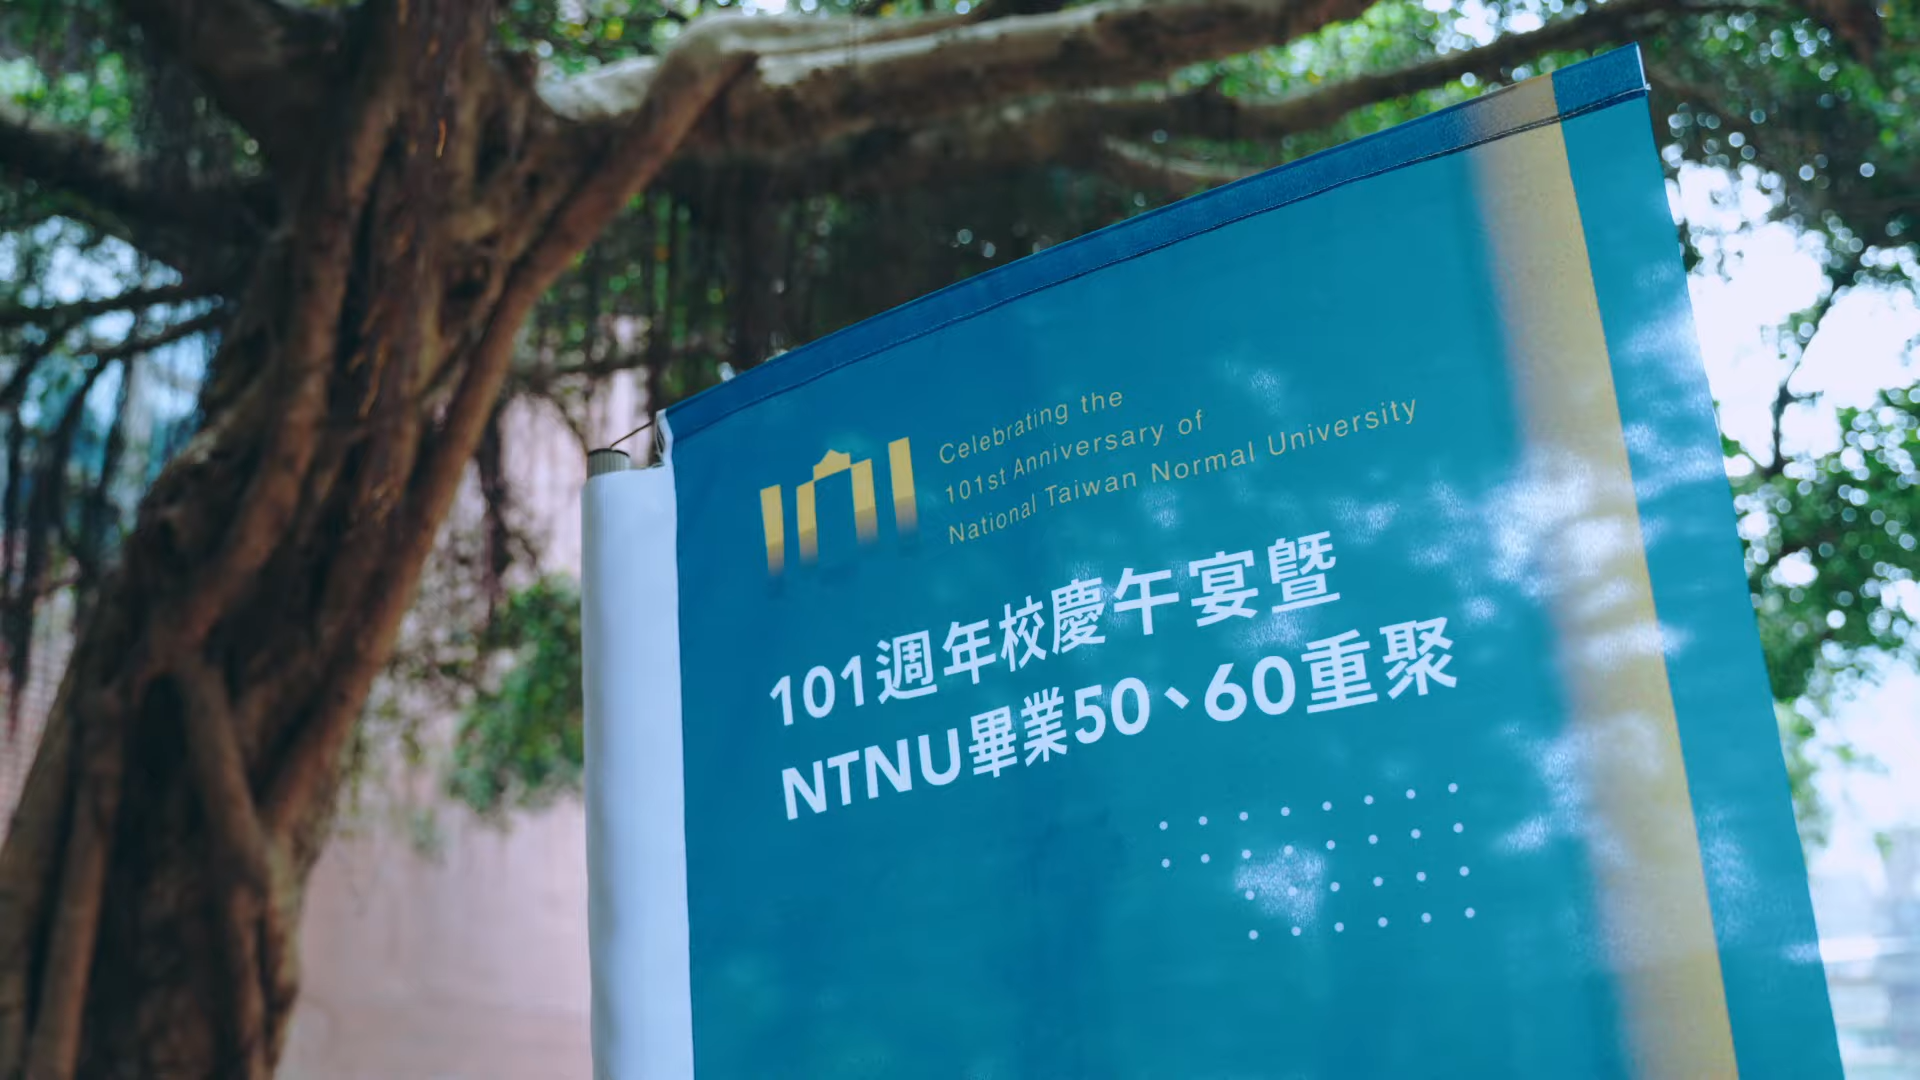 101
Celebrating the
101st Anniversary of
National Taiwan Normal University
101週年校慶午宴暨
NTNU畢業50、60重聚